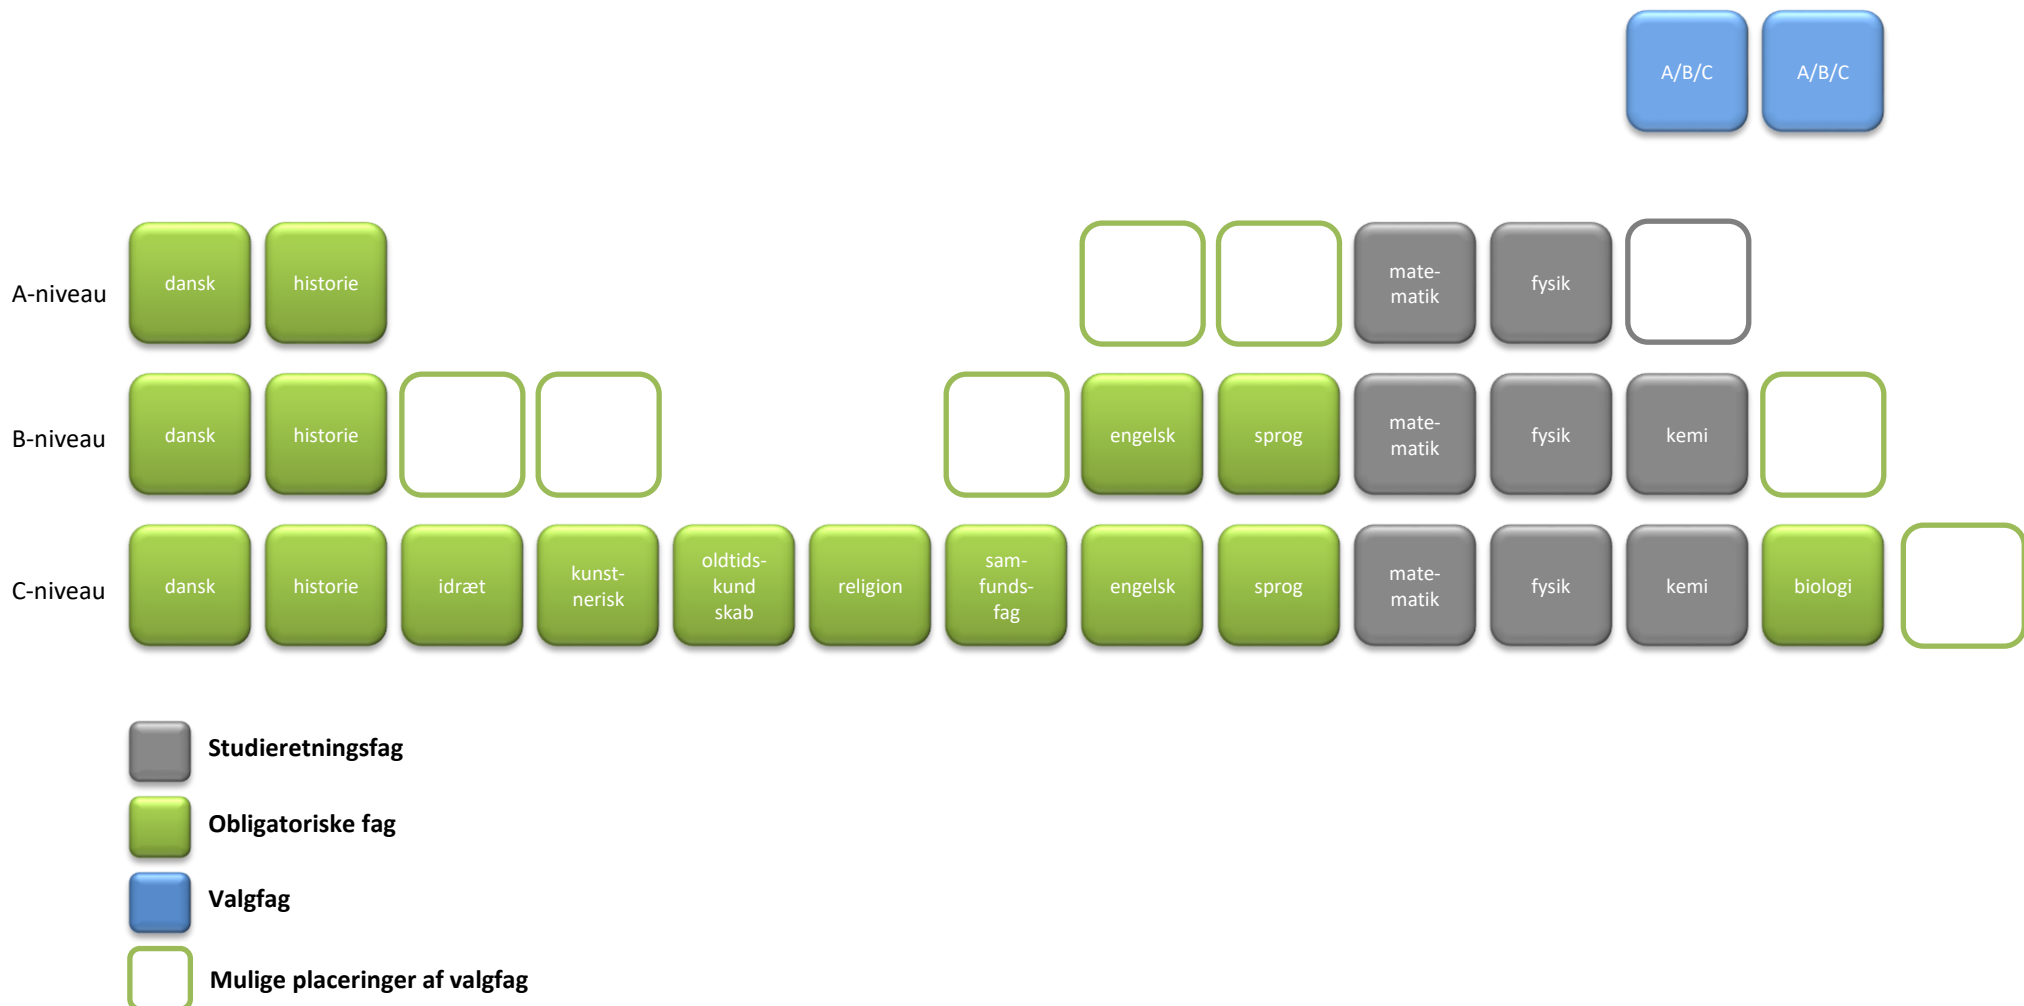 A/B/C
A/B/C
A-niveau
dansk
historie
mate-
matik
fysik
B-niveau
dansk
historie
engelsk
sprog
mate-
matik
fysik
kemi
C-niveau
dansk
historie
idræt
kunst-
nerisk
oldtids-
kund
skab
religion
sam-
funds-
fag
engelsk
sprog
mate-
matik
fysik
kemi
biologi
Studieretningsfag
Obligatoriske fag
Valgfag
Mulige placeringer af valgfag